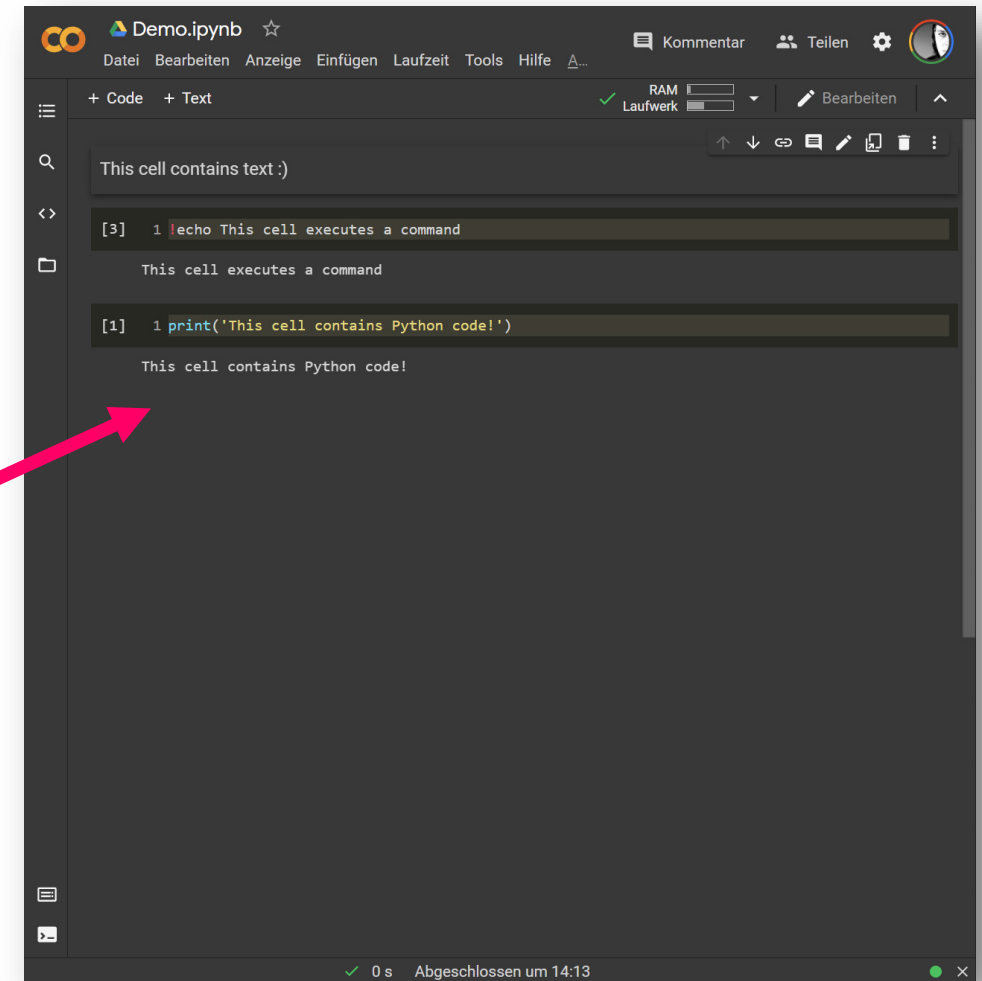 Demo.ipynb
Kommentar Teilen
Datei Bearbeiten Anzeige Einfügen Laufzeit Tools Hilfe A…
+ Code + Text
RAM
Laufwerk
Bearbeiten
This cell contains text :)
[3] 1 !echo This cell executes a command
This cell executes a command
[1] 1 print('This cell contains Python code!')
This cell contains Python code!
0 s Abgeschlossen um 14:13